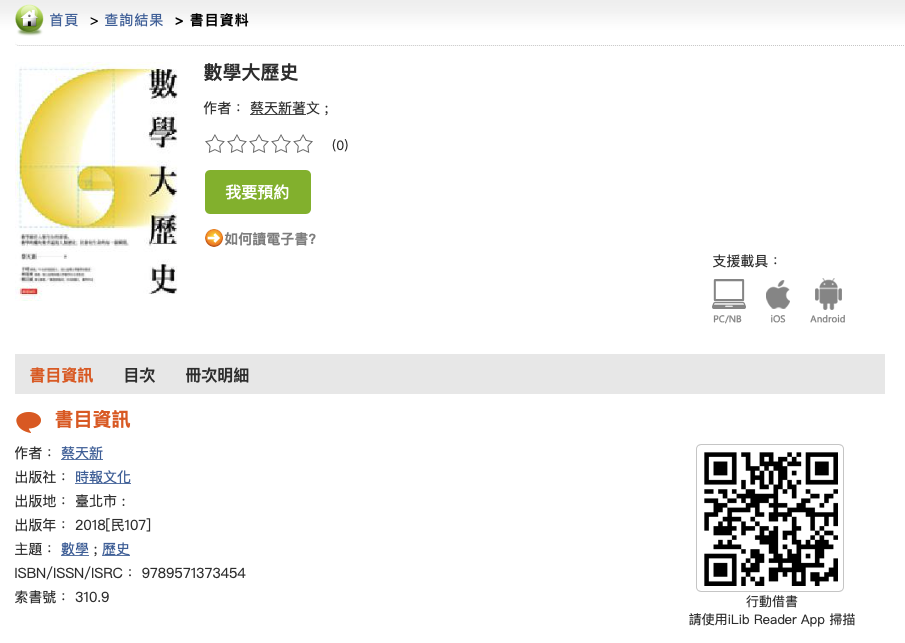 首頁 > 查詢結果 > 書目資料
數學大歷史
數學大歷史
作者： 蔡天新著文 ;
(0)
我要預約
如何讀電子書?
支援載具：
PC/NB iOS Android
書目資訊 目次 冊次明細
書目資訊
作者： 蔡天新
出版社： 時報文化
出版地： 臺北市 :
出版年： 2018[民107]
主題： 數學 ; 歷史
ISBN/ISSN/ISRC： 9789571373454
索書號： 310.9
行動借書
請使用iLib Reader App 掃描